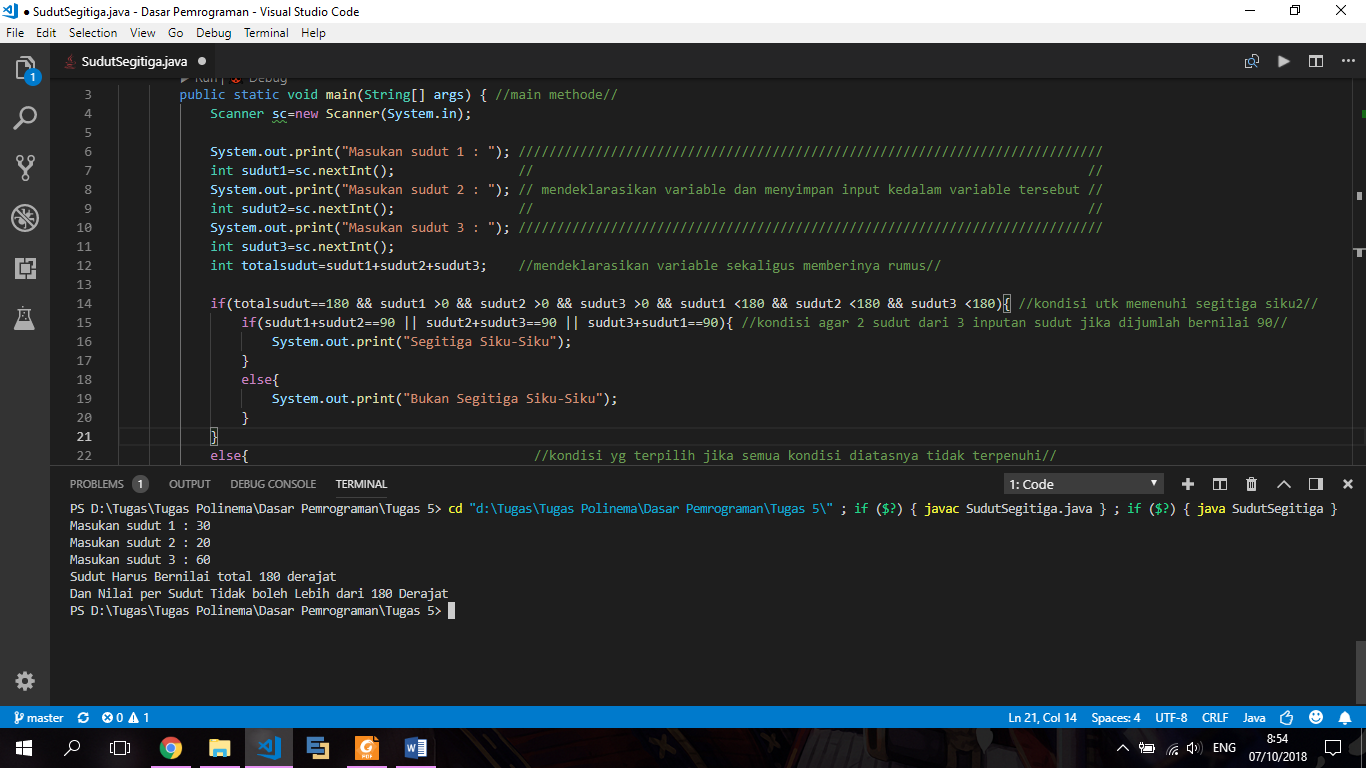 ● SudutSegitiga.java - Dasar Pemrograman - Visual Studio Code
File Edit Selection View Go Debug Terminal Help
1
SudutSegitiga.java
Run | Debug
3 public static void main(String[] args) { //main methode//
4 Scanner sc=new Scanner(System.in);
5
6 System.out.print("Masukan sudut 1 : "); ////////////////////////////////////////////////////////////////////////////
7 int sudut1=sc.nextInt(); // //
8 System.out.print("Masukan sudut 2 : "); // mendeklarasikan variable dan menyimpan input kedalam variable tersebut //
9 int sudut2=sc.nextInt(); // //
10 System.out.print("Masukan sudut 3 : "); ////////////////////////////////////////////////////////////////////////////
11 int sudut3=sc.nextInt();
12 int totalsudut=sudut1+sudut2+sudut3; //mendeklarasikan variable sekaligus memberinya rumus//
13
14 if(totalsudut==180 && sudut1 >0 && sudut2 >0 && sudut3 >0 && sudut1 <180 && sudut2 <180 && sudut3 <180){ //kondisi utk memenuhi segitiga siku2//
15 if(sudut1+sudut2==90 || sudut2+sudut3==90 || sudut3+sudut1==90){ //kondisi agar 2 sudut dari 3 inputan sudut jika dijumlah bernilai 90//
16 System.out.print("Segitiga Siku-Siku");
17 }
18 else{
19 System.out.print("Bukan Segitiga Siku-Siku");
20 }
21 }
22 else{ //kondisi yg terpilih jika semua kondisi diatasnya tidak terpenuhi//
PROBLEMS 1 OUTPUT DEBUG CONSOLE TERMINAL 1: Code
PS D:\Tugas\Tugas Polinema\Dasar Pemrograman\Tugas 5> cd "d:\Tugas\Tugas Polinema\Dasar Pemrograman\Tugas 5\" ; if ($?) { javac SudutSegitiga.java } ; if ($?) { java SudutSegitiga }
Masukan sudut 1 : 30
Masukan sudut 2 : 20
Masukan sudut 3 : 60
Sudut Harus Bernilai total 180 derajat
Dan Nilai per Sudut Tidak boleh Lebih dari 180 Derajat
PS D:\Tugas\Tugas Polinema\Dasar Pemrograman\Tugas 5>
master 0 1 Ln 21, Col 14 Spaces: 4 UTF-8 CRLF Java
ENG 8:54
07/10/2018